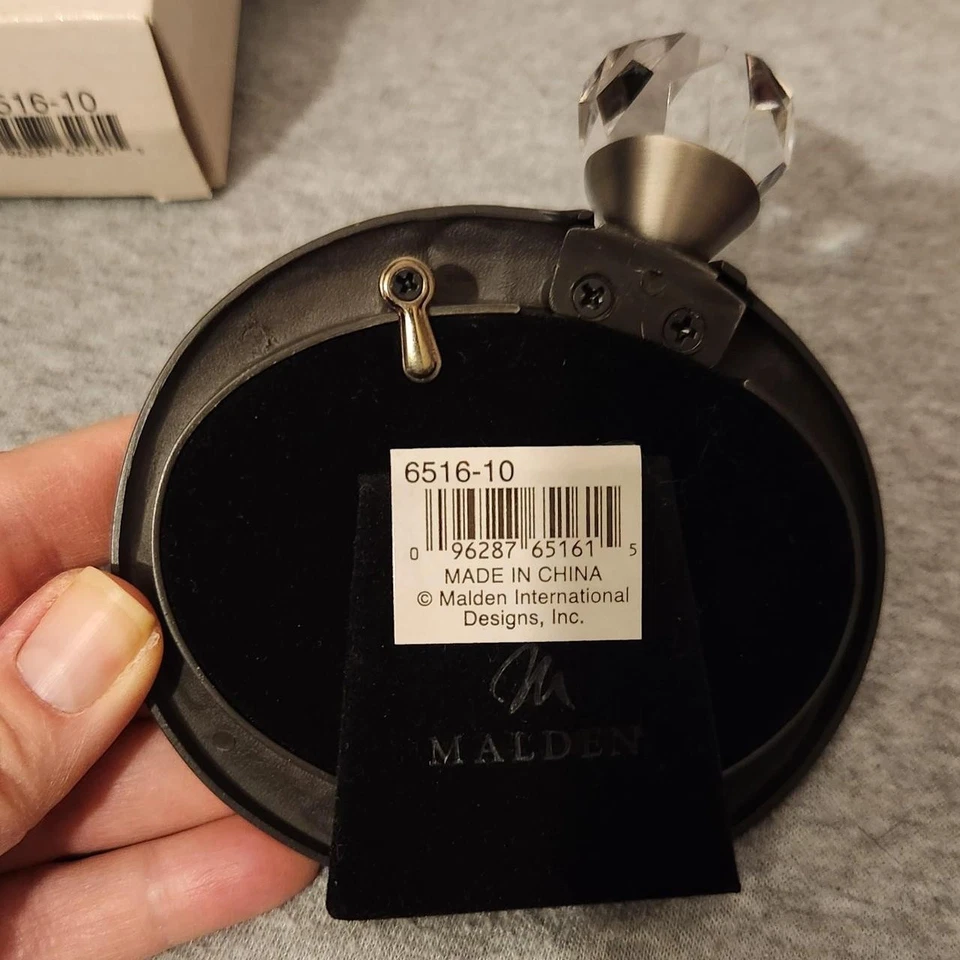 516-10
6516-10
0 96287 65161 5
MADE IN CHINA
© Malden International
Designs, Inc.
M
MALDEN